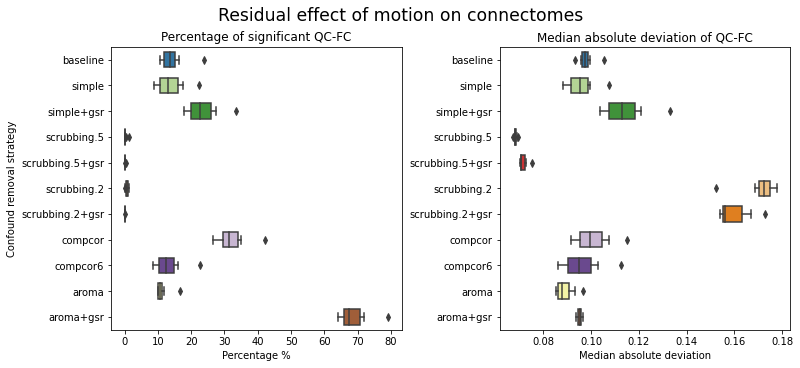 Residual effect of motion on connectomes
Percentage of significant QC-FC
Confound removal strategy
baseline
simple
simple+gsr
scrubbing.5
scrubbing.5+gsr
scrubbing.2
scrubbing.2+gsr
compcor
compcor6
aroma
aroma+gsr
0 10 20 30 40 50 60 70 80
Percentage %
Median absolute deviation of QC-FC
baseline
simple
simple+gsr
scrubbing.5
scrubbing.5+gsr
scrubbing.2
scrubbing.2+gsr
compcor
compcor6
aroma
aroma+gsr
0.08 0.10 0.12 0.14 0.16 0.18
Median absolute deviation